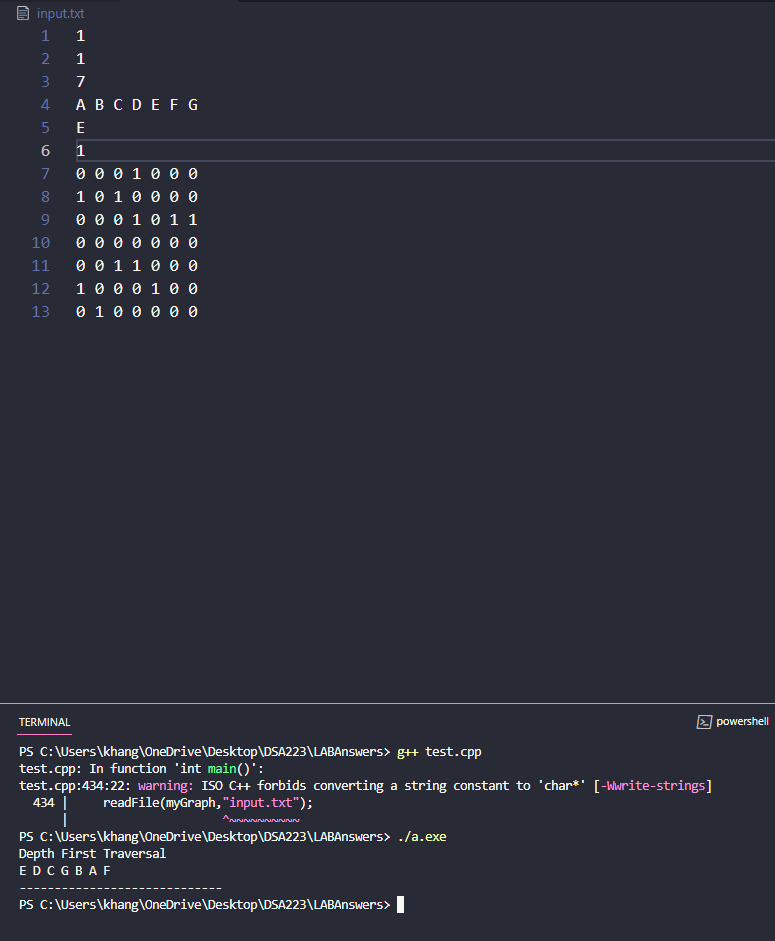 input.txt
1 1
2 1
3 7
4 A B C D E F G
5 E
6 1
7 0 0 0 1 0 0 0
8 1 0 1 0 0 0 0
9 0 0 0 1 0 1 1
10 0 0 0 0 0 0 0
11 0 0 1 1 0 0 0
12 1 0 0 0 1 0 0
13 0 1 0 0 0 0 0
TERMINAL powershell
PS C:\Users\khang\OneDrive\Desktop\DSA223\LABAnswers> g++ test.cpp
test.cpp: In function 'int main()':
test.cpp:434:22: warning: ISO C++ forbids converting a string constant to 'char*' [-Wwrite-strings]
434 |     readFile(myGraph,"input.txt");
|                      ^~~~~~~~~~~
PS C:\Users\khang\OneDrive\Desktop\DSA223\LABAnswers> ./a.exe
Depth First Traversal
E D C G B A F
-----------------------------
PS C:\Users\khang\OneDrive\Desktop\DSA223\LABAnswers>